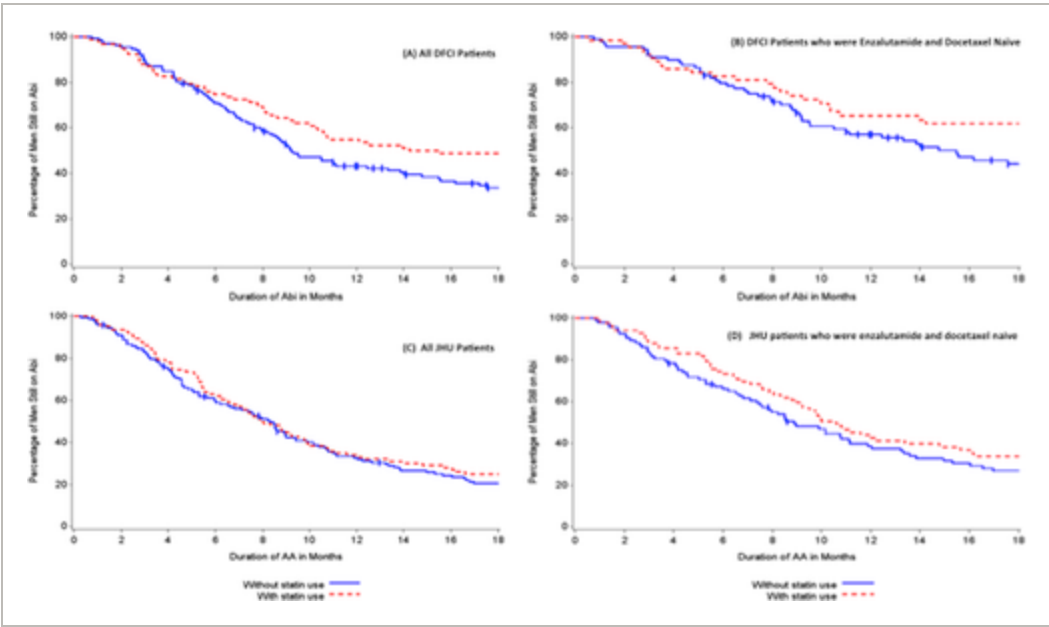 (A) All DFCI Patients
Percentage of Men Still on Abi
100
80
60
40
20
0
0 2 4 6 8 10 12 14 16 18
Duration of Abi in Months
(B) DFCI Patients who were Enzalutamide and Docetaxel Naive
Percentage of Men Still on Abi
100
80
60
40
20
0
0 2 4 6 8 10 12 14 16 18
Duration of Abi in Months
(C) All JHU Patients
Percentage of Men Still on Abi
100
80
60
40
20
0
0 2 4 6 8 10 12 14 16 18
Duration of AA in Months
(D) JHU patients who were enzalutamide and docetaxel naive
Percentage of Men Still on Abi
100
80
60
40
20
0
0 2 4 6 8 10 12 14 16 18
Duration of AA in Months
Without statin use
With statin use
Without statin use
With statin use